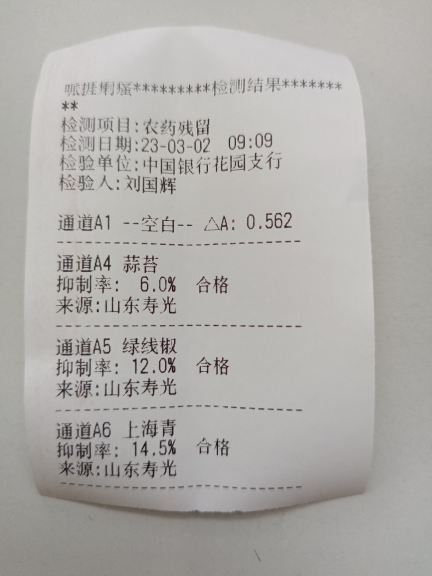 哌捱焖瘙*********检测结果*******
**
检测项目:农药残留
检测日期:23-03-02 09:09
检验单位:中国银行花园支行
检验人:刘国辉
通道A1 --空白-- △A: 0.562
通道A4 蒜苔
抑制率: 6.0% 合格
来源:山东寿光
通道A5 绿线椒
抑制率: 12.0% 合格
来源:山东寿光
通道A6 上海青
抑制率: 14.5% 合格
来源:山东寿光